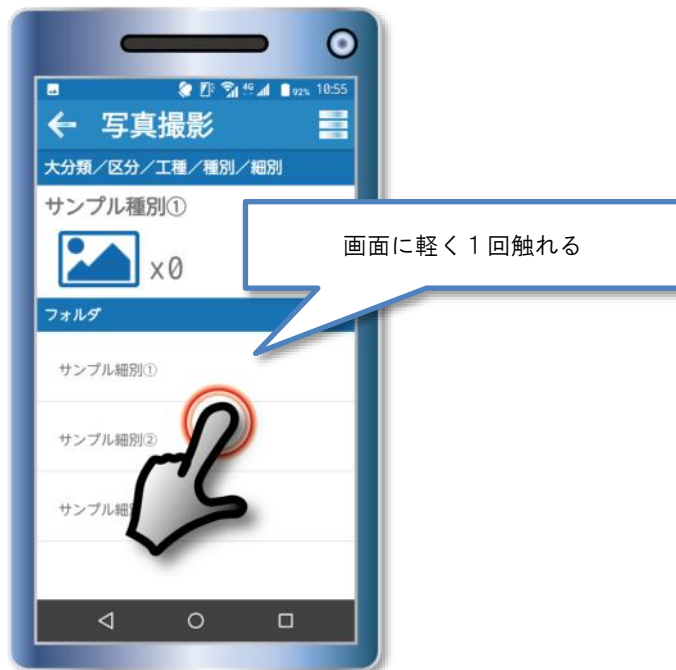 4G 92% 10:55
写真撮影
大分類／区分／工種／種別／細別
サンプル種別①
x0
画面に軽く１回触れる
フォルダ
サンプル細別①
サンプル細別②
サンプル細